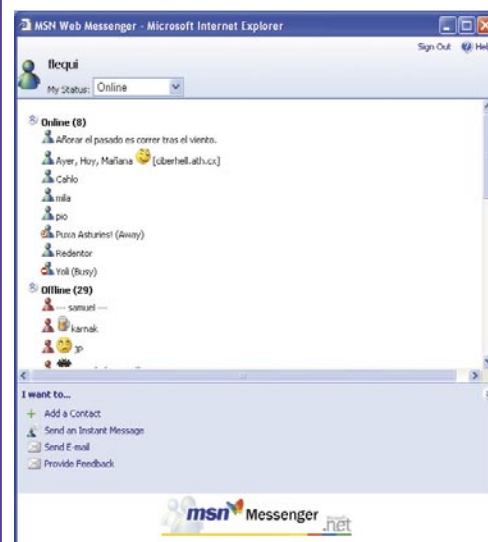 MSN Web Messenger - Microsoft Internet Explorer
Sign Out Hel
flequi
My Status: Online
Online (8)
Añorar el pasado es correr tras el viento.
Ayer, Hoy, Mañana [ciberhell.ath.cx]
Cahlo
mila
pio
Puxa Asturies! (Away)
Redentor
Yoli (Busy)
Offline (29)
--- samuel ---
karnak
I want to...
Add a Contact
Send an Instant Message
Send E-mail
Provide Feedback
msn Messenger
.net